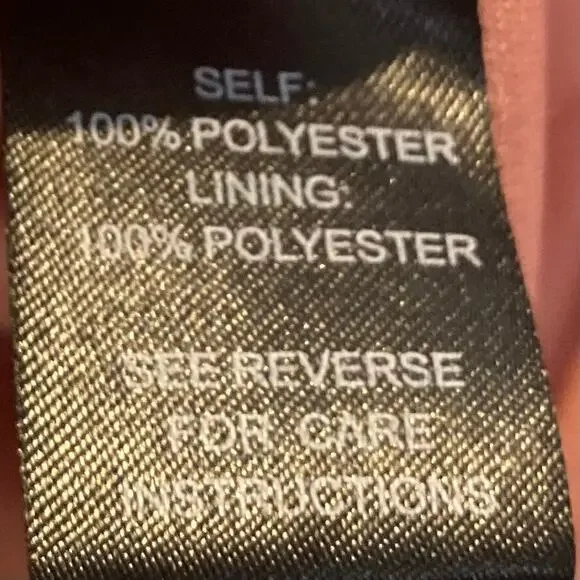 SELF:
100% POLYESTER
LINING:
100% POLYESTER
SEE REVERSE
FOR CARE
INSTRUCTIONS